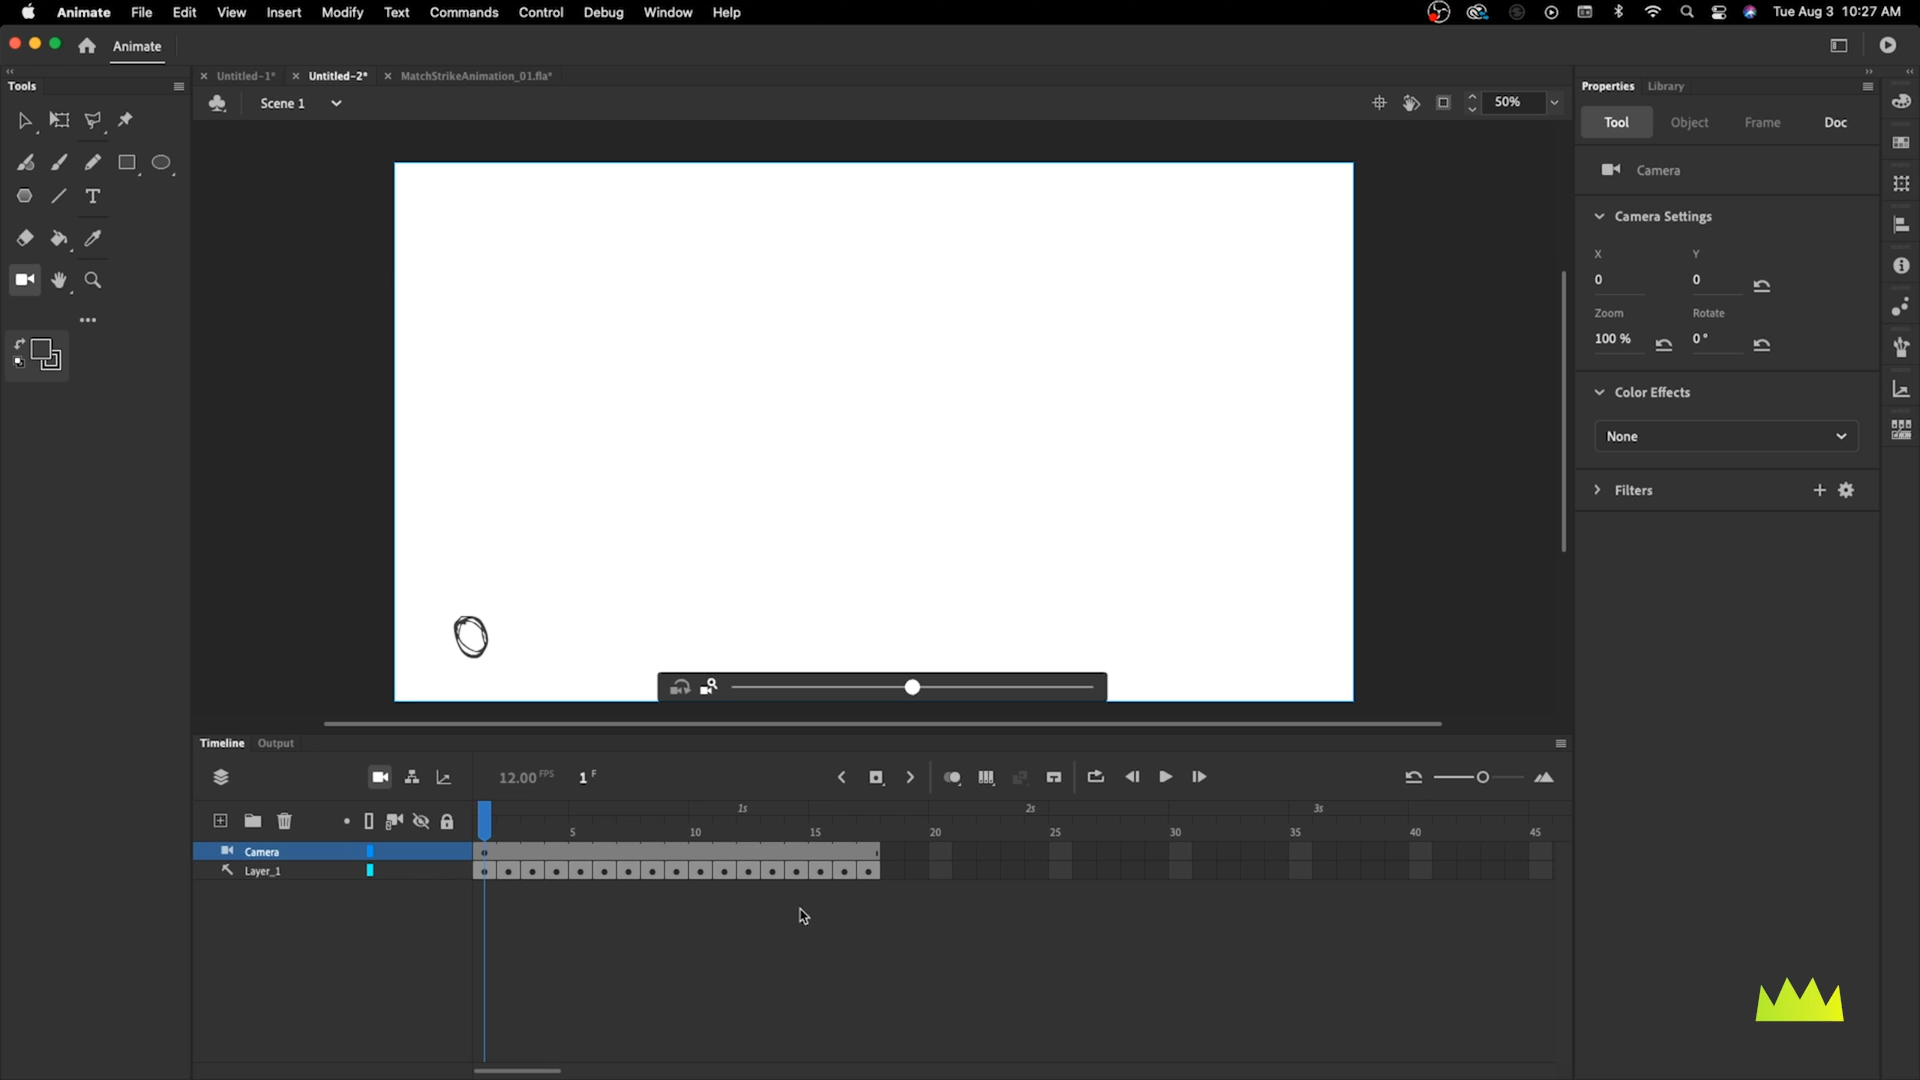 Animate File Edit View Insert Modify Text Commands Control Debug Window Help Tue Aug 3 10:27 AM
Animate
Tools
Untitled-1* Untitled-2* MatchStrikeAnimation_01.fla*
Properties Library
Scene 1
50%
Tool Object Frame Doc
Camera
Camera Settings
X Y
0 0
Zoom Rotate
100 % 0°
Color Effects
None
Filters
Timeline Output
12.00 FPS 1 F
1s 2s 3s
5 10 15 20 25 30 35 40 45
Camera
Layer_1